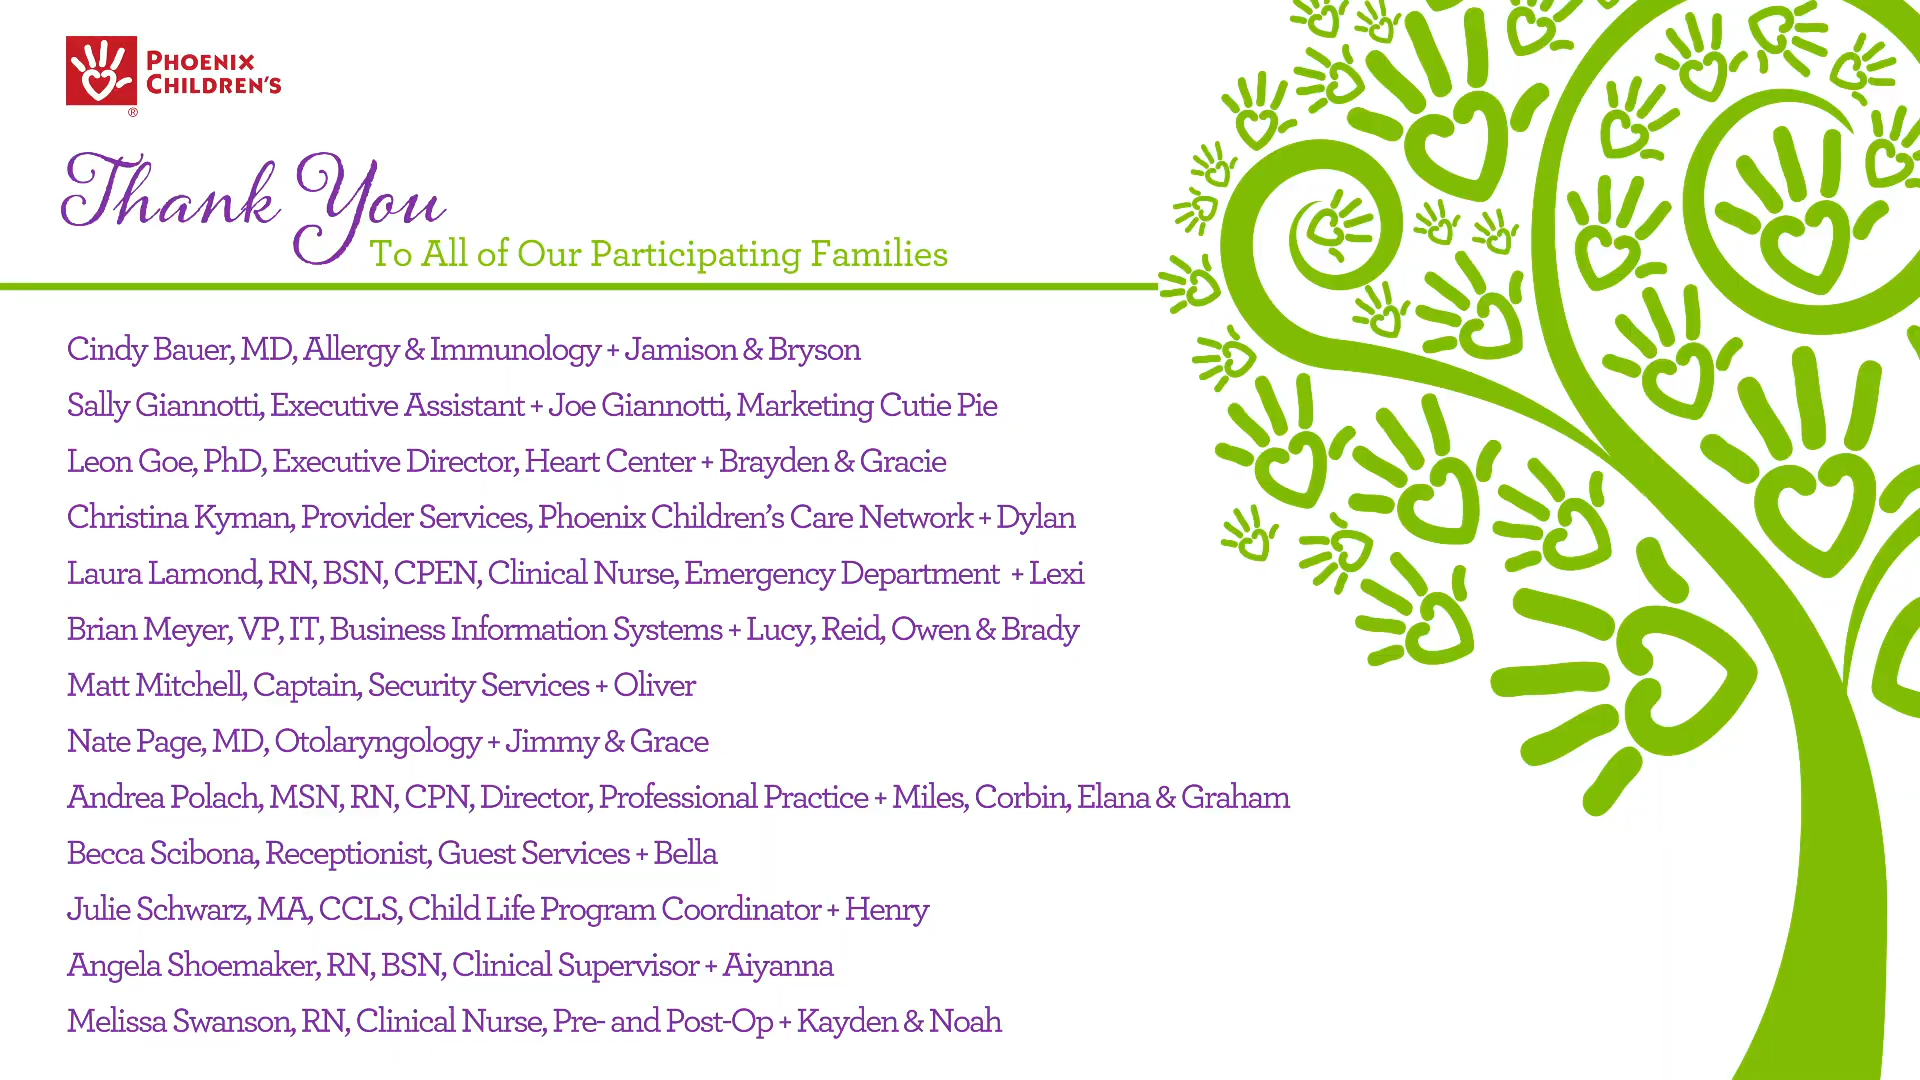 PHOENIX
CHILDREN'S
®
Thank You
To All of Our Participating Families
Cindy Bauer, MD, Allergy & Immunology + Jamison & Bryson
Sally Giannotti, Executive Assistant + Joe Giannotti, Marketing Cutie Pie
Leon Goe, PhD, Executive Director, Heart Center + Brayden & Gracie
Christina Kyman, Provider Services, Phoenix Children’s Care Network + Dylan
Laura Lamond, RN, BSN, CPEN, Clinical Nurse, Emergency Department + Lexi
Brian Meyer, VP, IT, Business Information Systems + Lucy, Reid, Owen & Brady
Matt Mitchell, Captain, Security Services + Oliver
Nate Page, MD, Otolaryngology + Jimmy & Grace
Andrea Polach, MSN, RN, CPN, Director, Professional Practice + Miles, Corbin, Elana & Graham
Becca Scibona, Receptionist, Guest Services + Bella
Julie Schwarz, MA, CCLS, Child Life Program Coordinator + Henry
Angela Shoemaker, RN, BSN, Clinical Supervisor + Aiyanna
Melissa Swanson, RN, Clinical Nurse, Pre- and Post-Op + Kayden & Noah